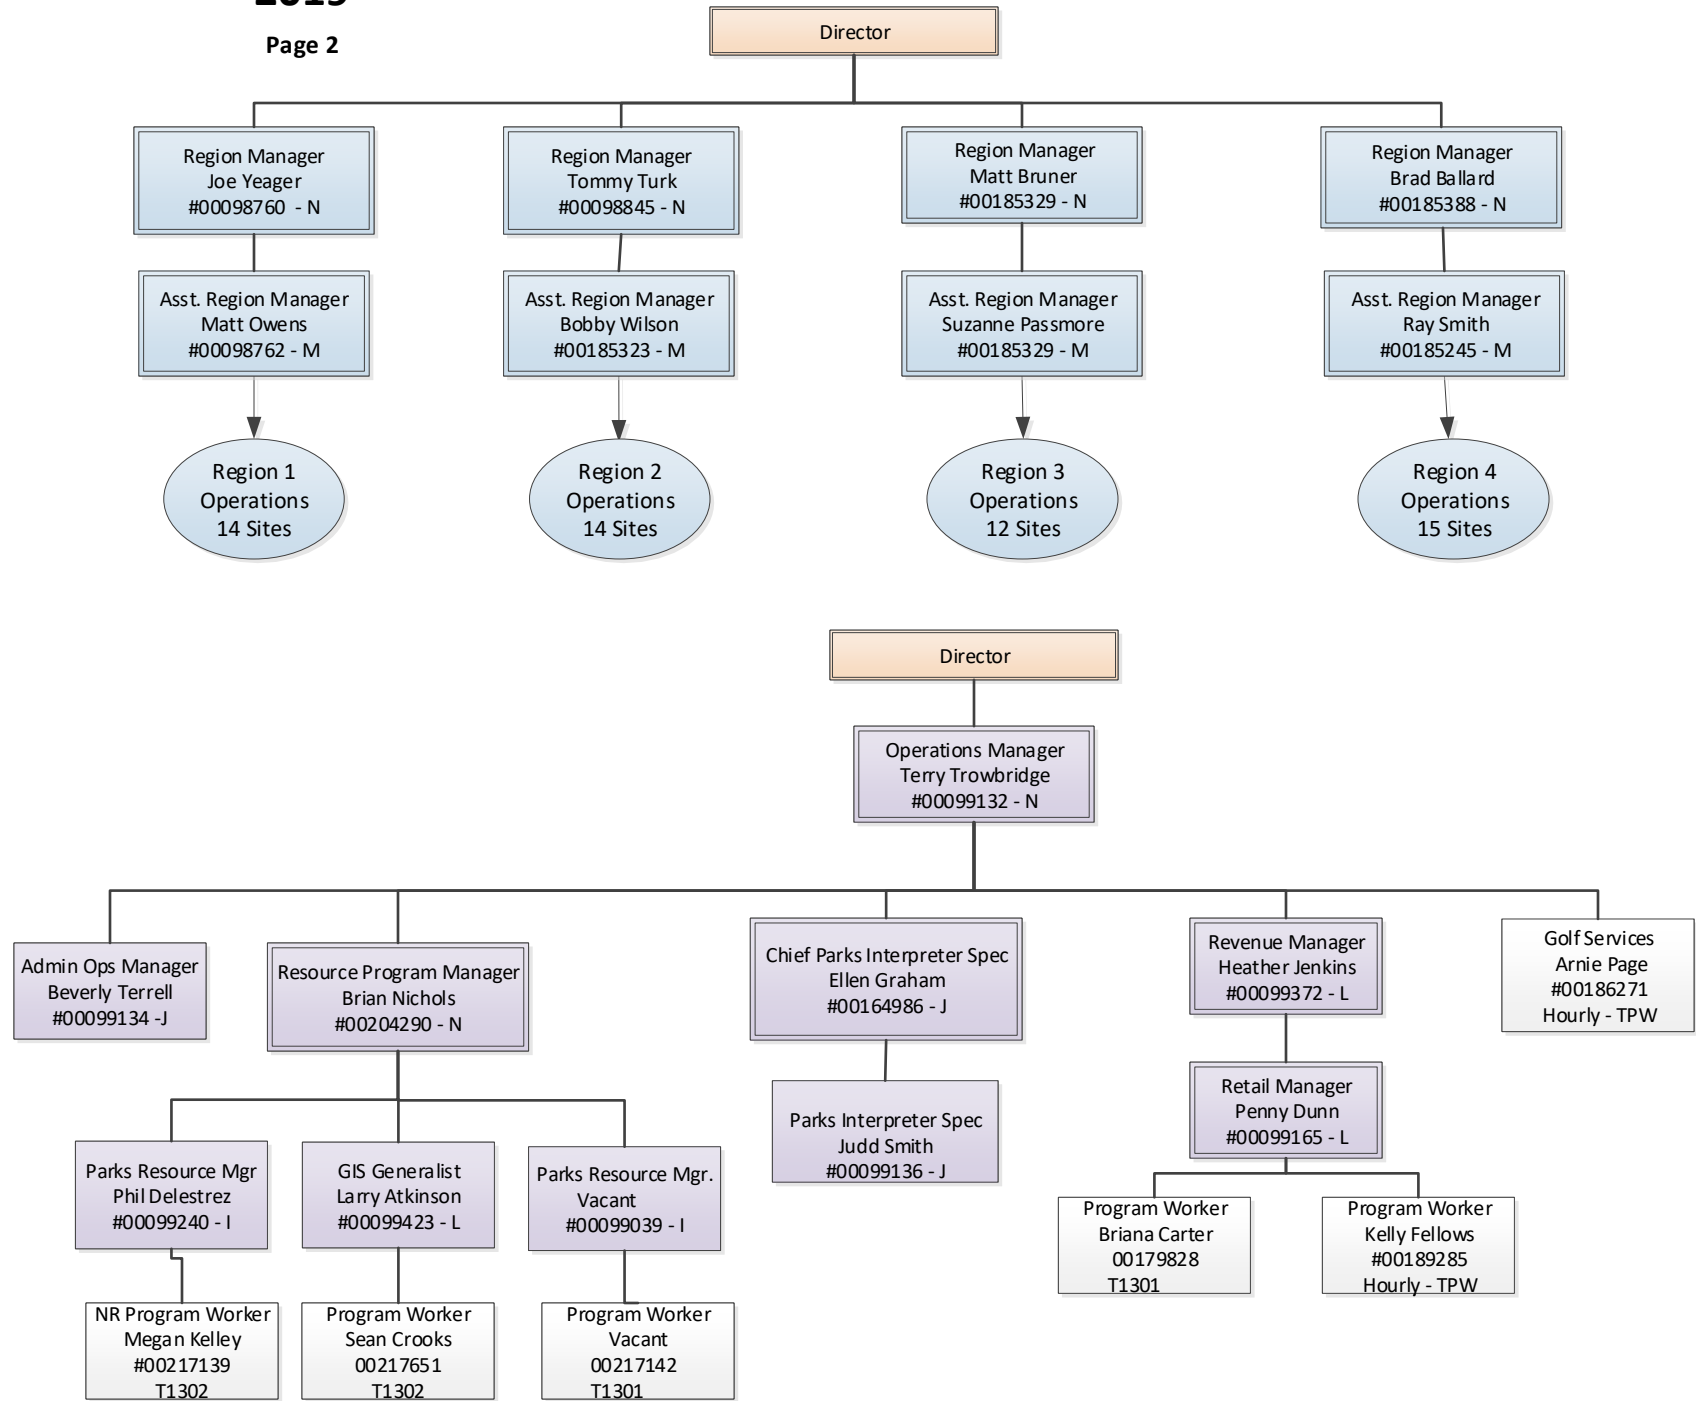 Page 2
Director
Region Manager
Joe Yeager
#00098760 - N
Region Manager
Tommy Turk
#00098845 - N
Region Manager
Matt Bruner
#00185329 - N
Region Manager
Brad Ballard
#00185388 - N
Asst. Region Manager
Matt Owens
#00098762 - M
Asst. Region Manager
Bobby Wilson
#00185323 - M
Asst. Region Manager
Suzanne Passmore
#00185329 - M
Asst. Region Manager
Ray Smith
#00185245 - M
Region 1
Operations
14 Sites
Region 2
Operations
14 Sites
Region 3
Operations
12 Sites
Region 4
Operations
15 Sites
Director
Operations Manager
Terry Trowbridge
#00099132 - N
Admin Ops Manager
Beverly Terrell
#00099134 -J
Resource Program Manager
Brian Nichols
#00204290 - N
Chief Parks Interpreter Spec
Ellen Graham
#00164986 - J
Revenue Manager
Heather Jenkins
#00099372 - L
Golf Services
Arnie Page
#00186271
Hourly - TPW
Parks Interpreter Spec
Judd Smith
#00099136 - J
Retail Manager
Penny Dunn
#00099165 - L
Parks Resource Mgr
Phil Delestrez
#00099240 - I
GIS Generalist
Larry Atkinson
#00099423 - L
Parks Resource Mgr.
Vacant
#00099039 - I
Program Worker
Briana Carter
00179828
T1301
Program Worker
Kelly Fellows
#00189285
Hourly - TPW
NR Program Worker
Megan Kelley
#00217139
T1302
Program Worker
Sean Crooks
00217651
T1302
Program Worker
Vacant
00217142
T1301